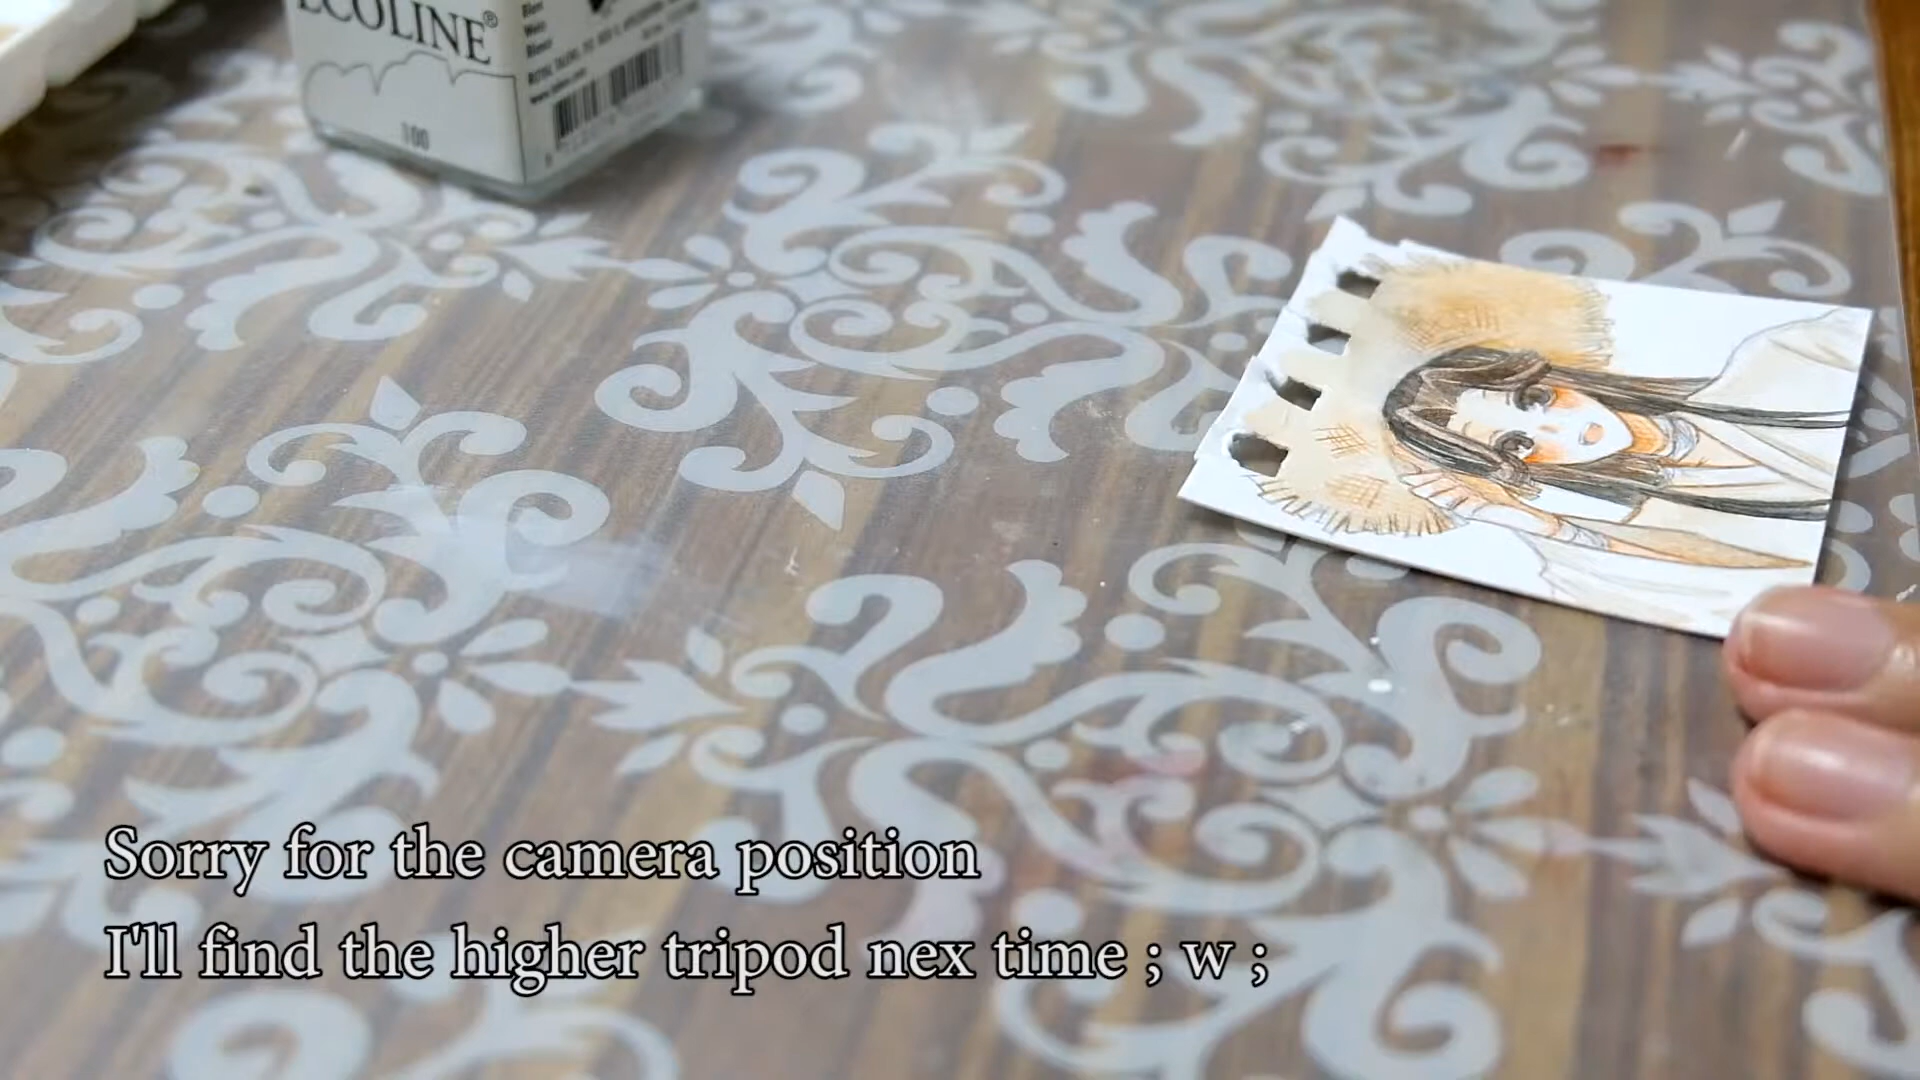 ECOLINE®
100
Sorry for the camera position
I'll find the higher tripod nex time ; w ;